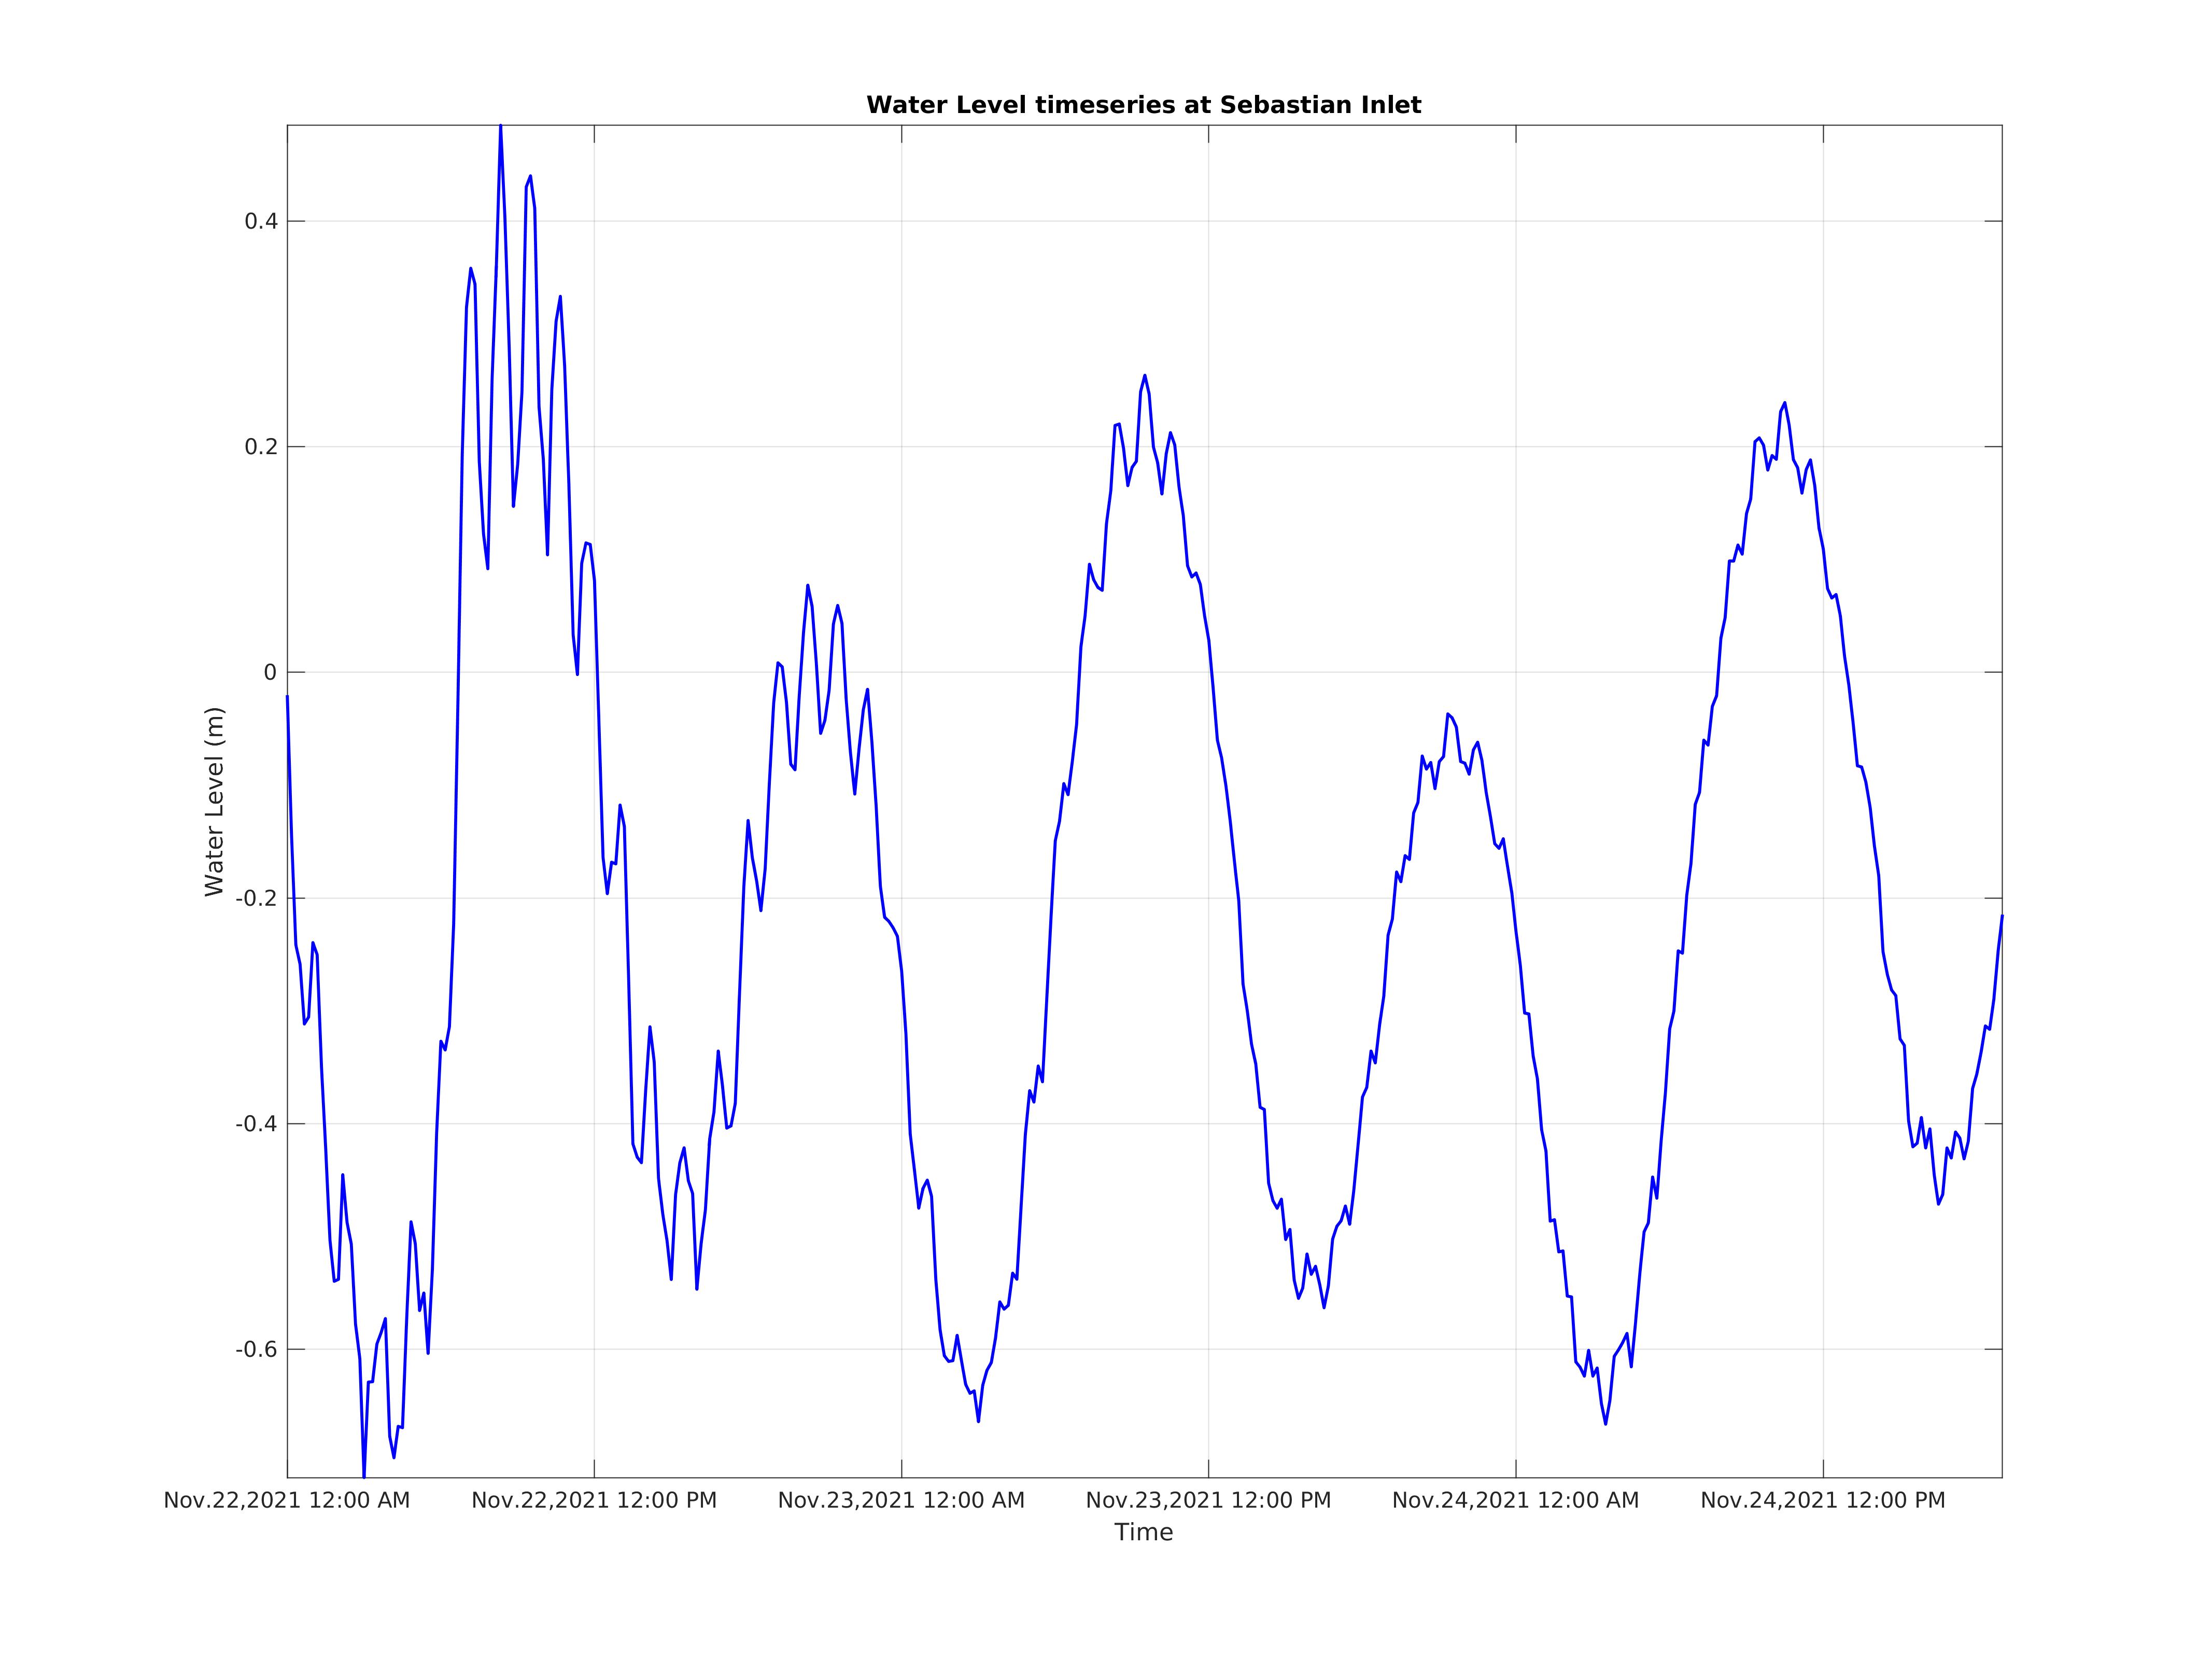 Water Level timeseries at Sebastian Inlet
0.4
0.2
0
-0.2
-0.4
-0.6
Water Level (m)
Nov.22,2021 12:00 AM Nov.22,2021 12:00 PM Nov.23,2021 12:00 AM Nov.23,2021 12:00 PM Nov.24,2021 12:00 AM Nov.24,2021 12:00 PM
Time